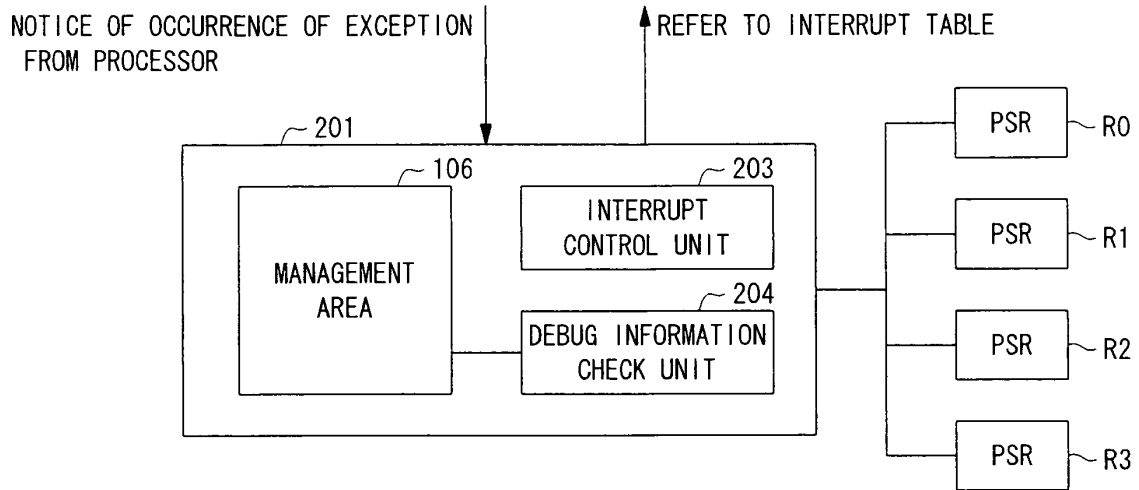 NOTICE OF OCCURRENCE OF EXCEPTION
FROM PROCESSOR
REFER TO INTERRUPT TABLE
201
106
MANAGEMENT
AREA
203
INTERRUPT
CONTROL UNIT
204
DEBUG INFORMATION
CHECK UNIT
PSR
R0
PSR
R1
PSR
R2
PSR
R3